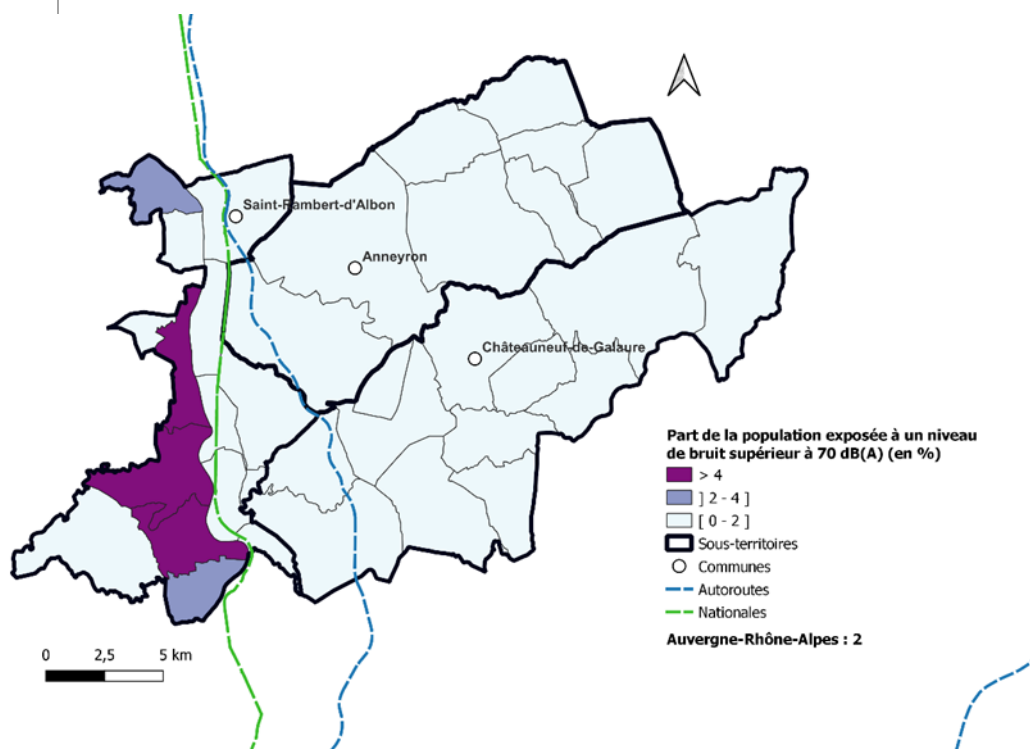 Saint-Rambert-d'Albon
Anneyron
Châteauneuf-de-Galaure
Part de la population exposée à un niveau
de bruit supérieur à 70 dB(A) (en %)
> 4
] 2 - 4 ]
[ 0 - 2 ]
Sous-territoires
Communes
Autoroutes
Nationales
Auvergne-Rhône-Alpes : 2
0 2,5 5 km